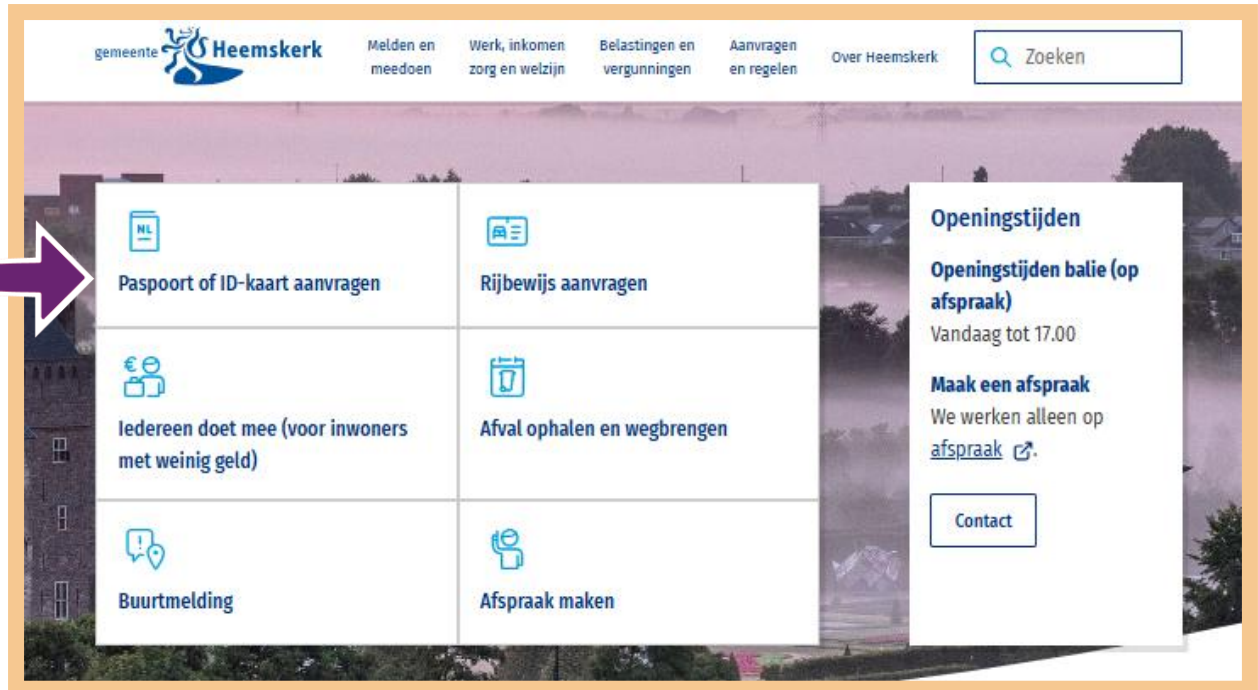 gemeente Heemskerk
Melden en
meedoen
Werk, inkomen
zorg en welzijn
Belastingen en
vergunningen
Aanvragen
en regelen
Over Heemskerk
Zoeken
NL
Paspoort of ID-kaart aanvragen
Rijbewijs aanvragen
€
Iedereen doet mee (voor inwoners
met weinig geld)
Afval ophalen en wegbrengen
Buurtmelding
Afspraak maken
Openingstijden
Openingstijden balie (op
afspraak)
Vandaag tot 17.00
Maak een afspraak
We werken alleen op
afspraak.
Contact